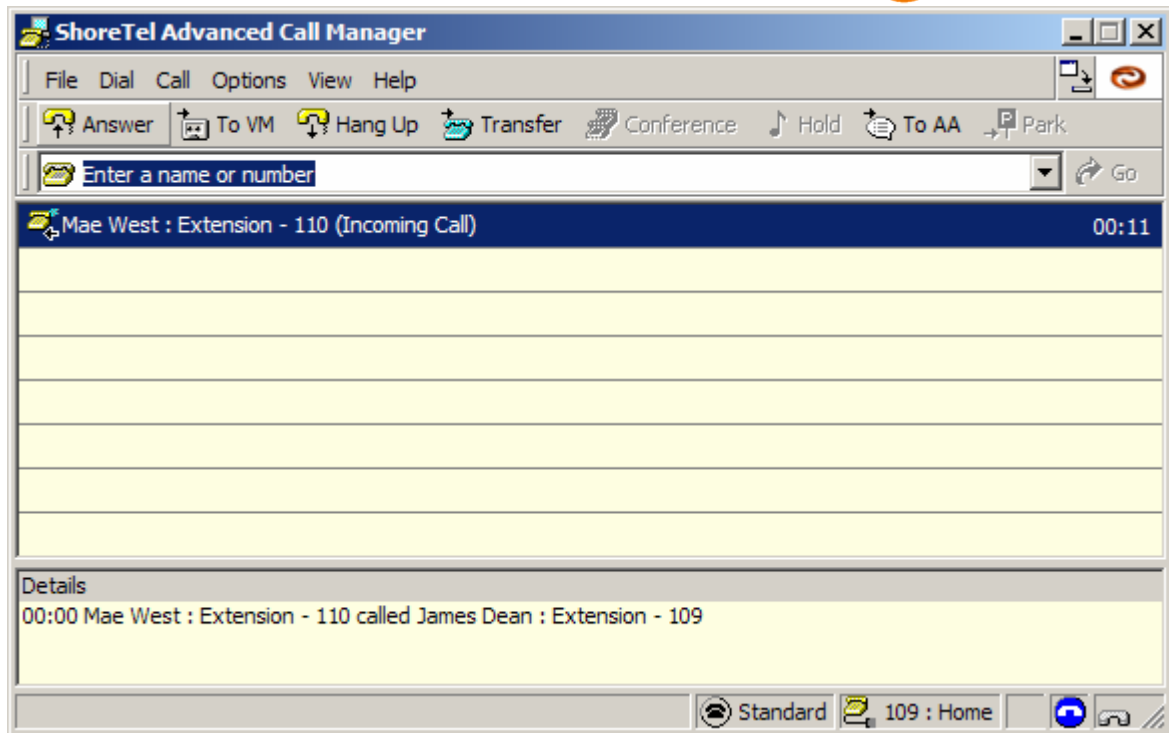 ShoreTel Advanced Call Manager
File Dial Call Options View Help
Answer To VM Hang Up Transfer Conference Hold To AA Park
Enter a name or number Go
Mae West : Extension - 110 (Incoming Call) 00:11
Details
00:00 Mae West : Extension - 110 called James Dean : Extension - 109
Standard 109 : Home